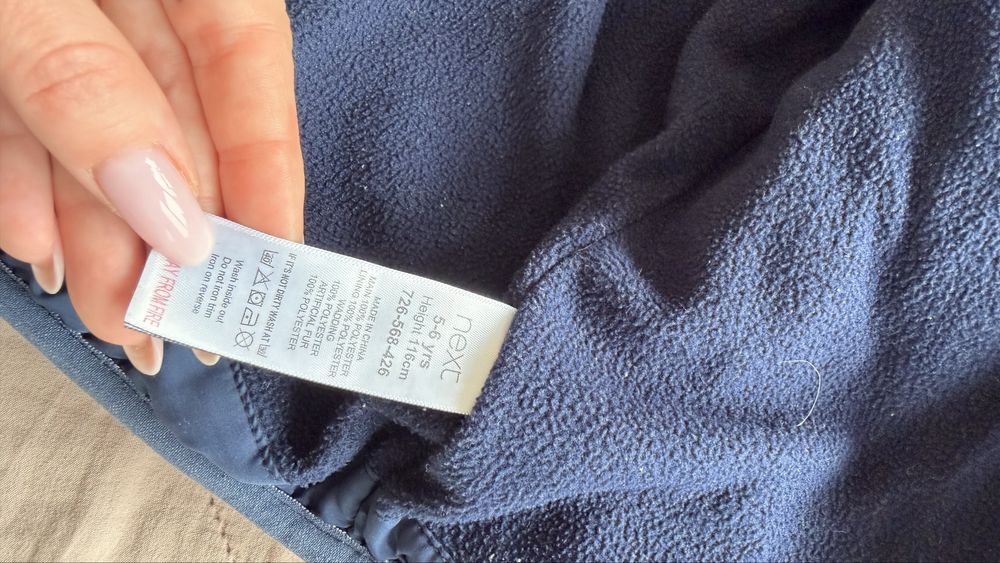 next
5-6 yrs
Height 116cm
726-568-426
MADE IN CHINA
MAIN 100% POLYESTER
LINING 100% POLYESTER
WADDING
100% POLYESTER
ARTIFICIAL FUR
100% POLYESTER
IF IT'S NOT DIRTY WASH AT 30
40
Wash inside out
Do not iron trim
Iron on reverse
FROM FIRE